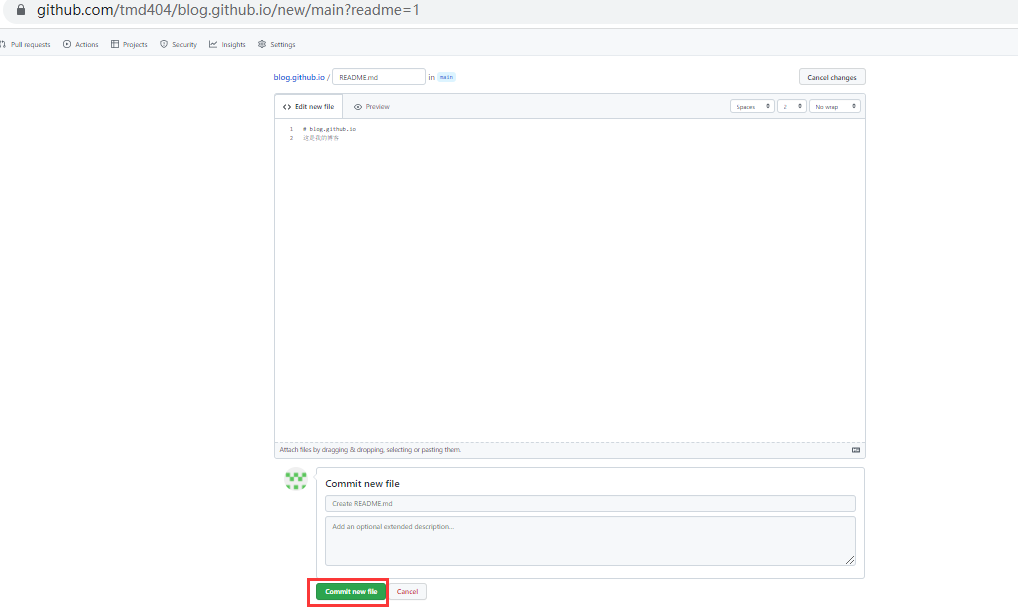 github.com/tmd404/blog.github.io/new/main?readme=1
Pull requests Actions Projects Security Insights Settings
blog.github.io / README.md in main Cancel changes
Edit new file Preview Spaces 2 No wrap
1 # blog.github.io
2 这是我的博客
Attach files by dragging & dropping, selecting or pasting them.
Commit new file
Create README.md
Add an optional extended description...
Commit new file Cancel